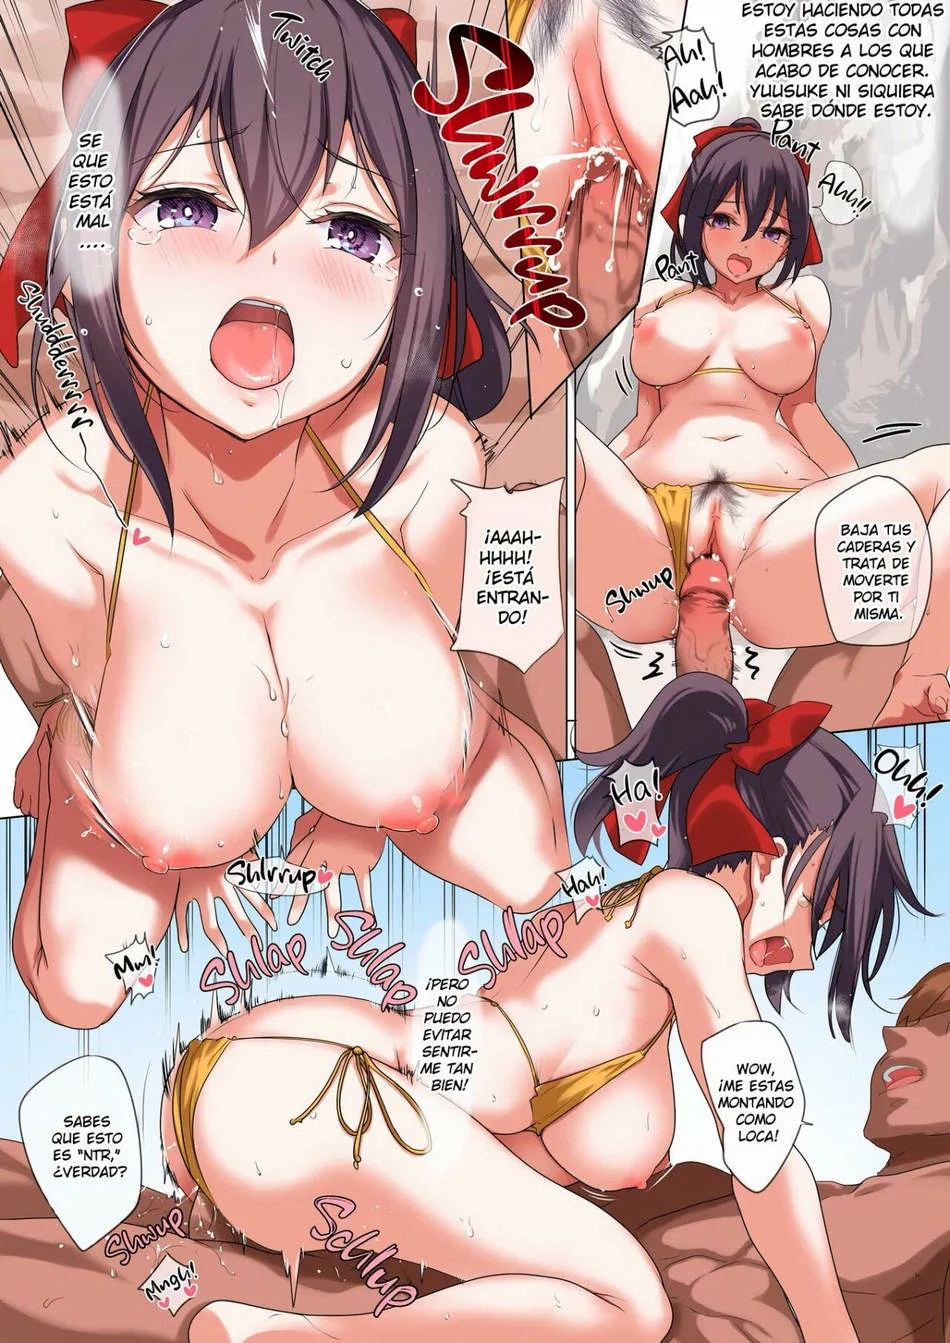 ESTOY HACIENDO TODAS
ESTAS COSAS CON
HOMBRES A LOS QUE
ACABO DE CONOCER.
YUUSUKE NI SIQUIERA
SABE DÓNDE ESTOY.
Ah!
Aah!
Pant
Ahh!!
Pant
Shwup
BAJA TUS
CADERAS Y
TRATA DE
MOVERTE
POR TI
MISMA.
Twitch
Shlurrrup
SE
QUE
ESTO
ESTÁ
MAL
....
Shuddderrrrr
¡AAAH-
HHHH!
¡ESTÁ
ENTRAN-
DO!
Shlrrup
Ha!
Ohh!
Hah!
Mm!
Shlap
Shlap
Shlap
¡PERO
NO
PUEDO
EVITAR
SENTIR-
ME TAN
BIEN!
WOW,
¡ME ESTAS
MONTANDO
COMO
LOCA!
SABES
QUE ESTO
ES "NTR,"
¿VERDAD?
Shwup
Mngh!
Schlup